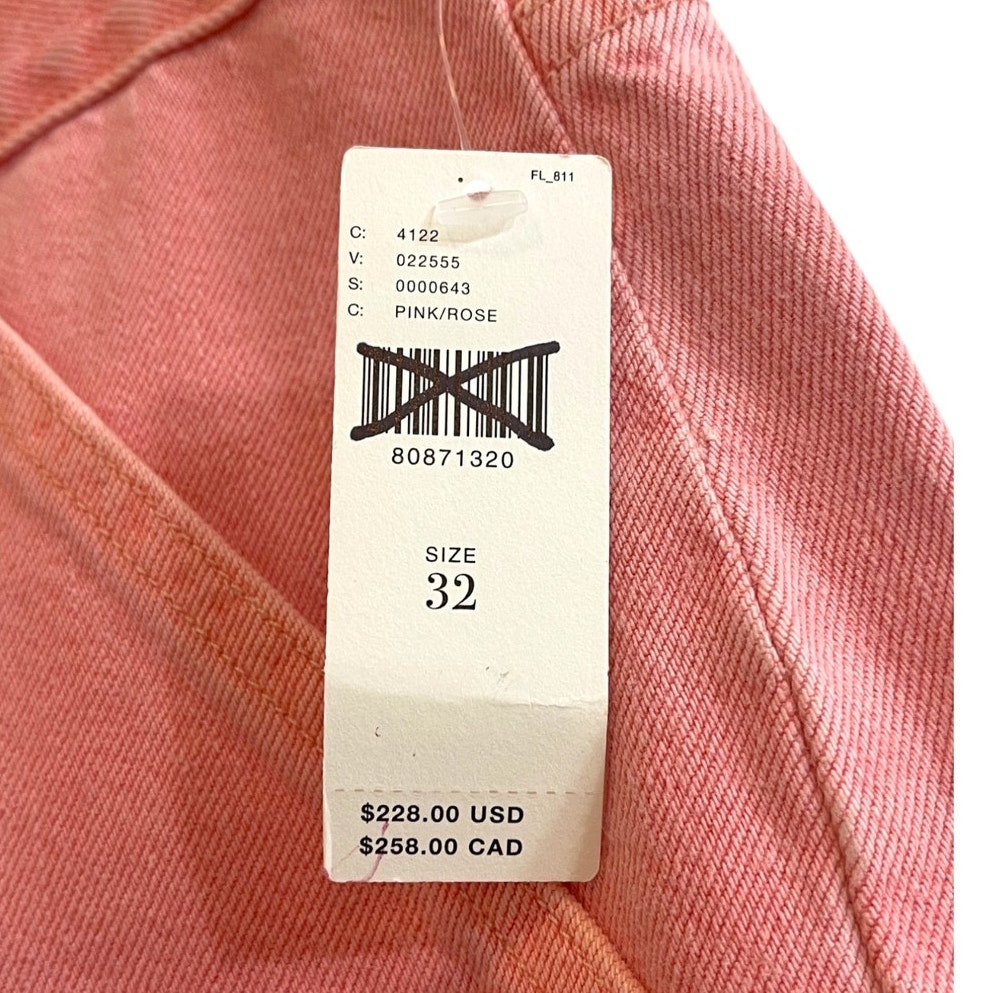 FL_811
C: 4122
V: 022555
S: 0000643
C: PINK/ROSE
80871320
SIZE
32
$228.00 USD
$258.00 CAD